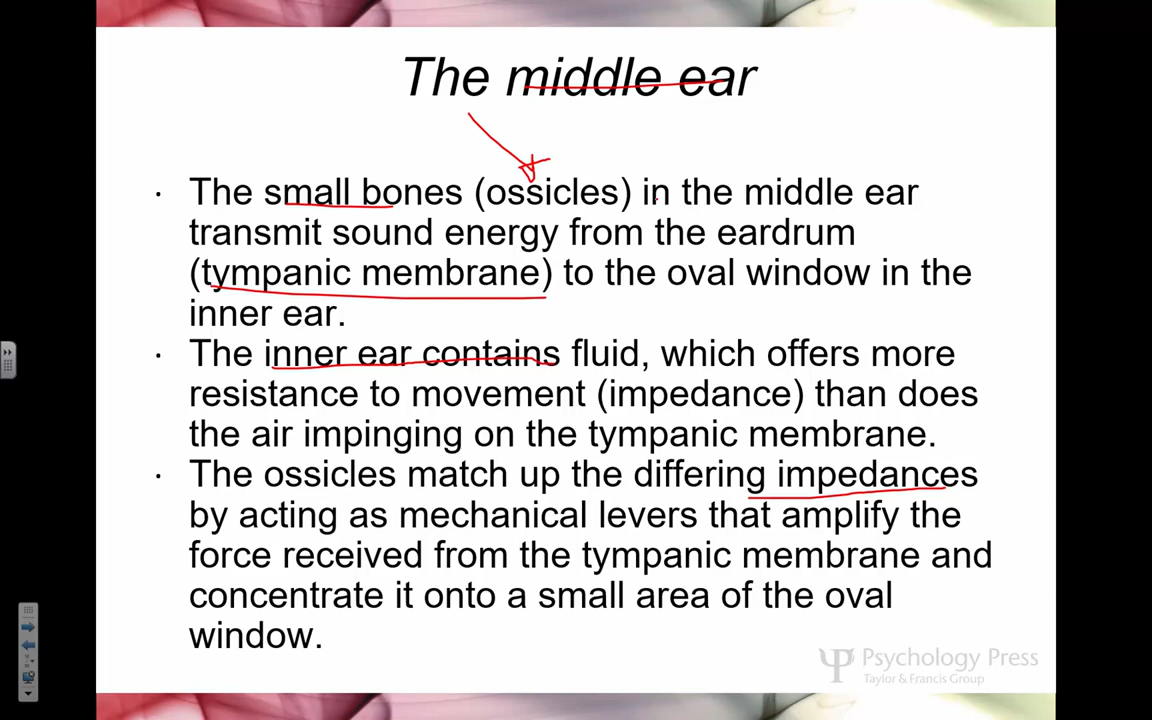 The middle ear
· The small bones (ossicles) in the middle ear
transmit sound energy from the eardrum
(tympanic membrane) to the oval window in the
inner ear.
· The inner ear contains fluid, which offers more
resistance to movement (impedance) than does
the air impinging on the tympanic membrane.
· The ossicles match up the differing impedances
by acting as mechanical levers that amplify the
force received from the tympanic membrane and
concentrate it onto a small area of the oval
window.
Psychology Press
Taylor & Francis Group